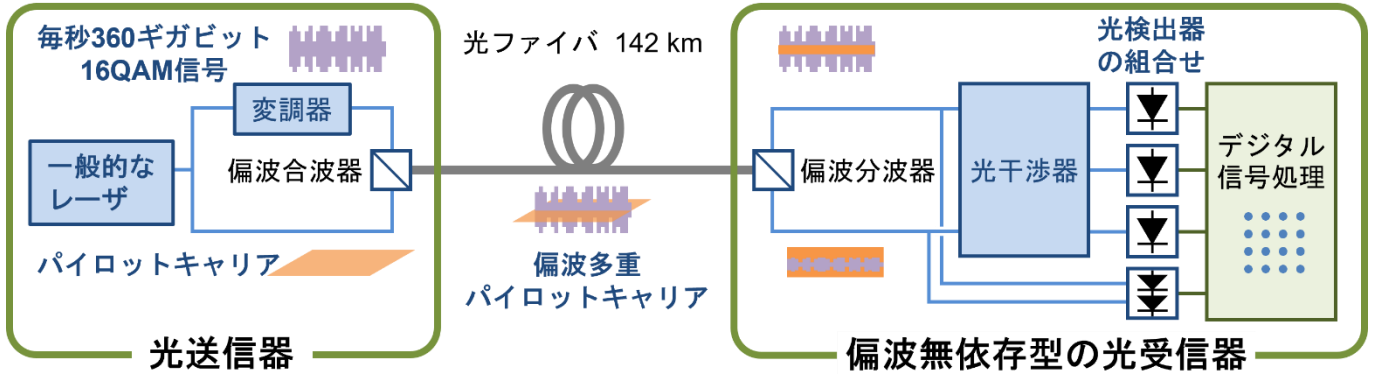 毎秒360ギガビット
16QAM信号
変調器
一般的な
レーザ
偏波合波器
パイロットキャリア
光送信器
光ファイバ 142 km
偏波多重
パイロットキャリア
偏波分波器
光干渉器
光検出器
の組合せ
デジタル
信号処理
偏波無依存型の光受信器